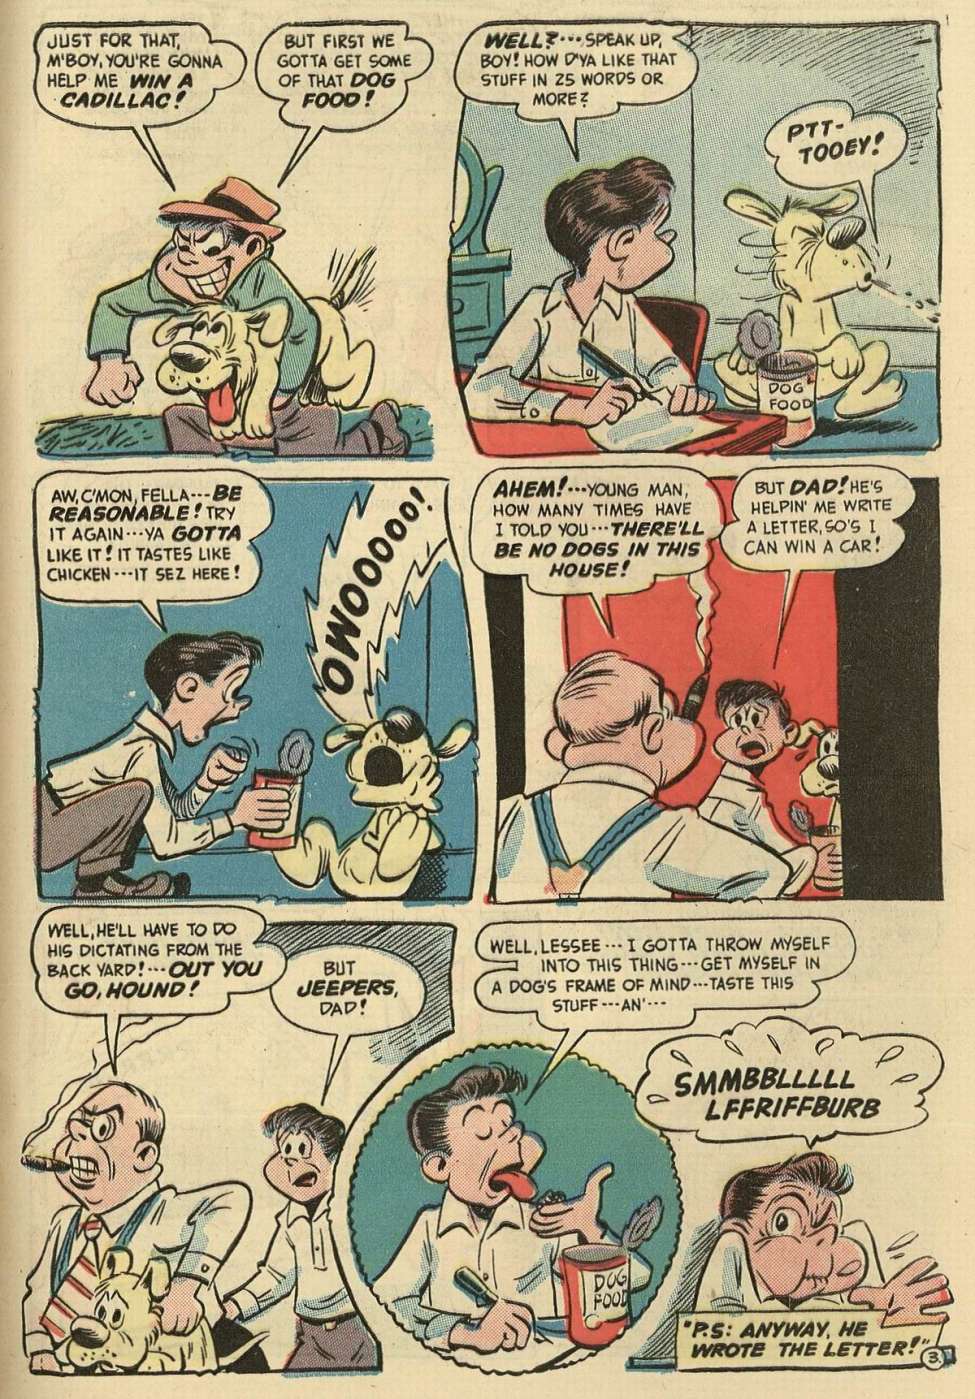 JUST FOR THAT,
M'BOY, YOU'RE GONNA
HELP ME WIN A
CADILLAC!
BUT FIRST WE
GOTTA GET SOME
OF THAT DOG
FOOD!
WELL?···SPEAK UP,
BOY! HOW D'YA LIKE THAT
STUFF IN 25 WORDS OR
MORE?
PTT-
TOOEY!
DOG
FOOD
AW, C'MON, FELLA---BE
REASONABLE! TRY
IT AGAIN---YA GOTTA
LIKE IT! IT TASTES LIKE
CHICKEN---IT SEZ HERE!
OWOOOOOO!
AHEM!···YOUNG MAN,
HOW MANY TIMES HAVE
I TOLD YOU---THERE'LL
BE NO DOGS IN THIS
HOUSE!
BUT DAD! HE'S
HELPIN' ME WRITE
A LETTER, SO'S I
CAN WIN A CAR!
WELL, HE'LL HAVE TO DO
HIS DICTATING FROM THE
BACK YARD!--- OUT YOU
GO, HOUND!
BUT
JEEPERS,
DAD!
WELL, LESSEE --- I GOTTA THROW MYSELF
INTO THIS THING---GET MYSELF IN
A DOG'S FRAME OF MIND---TASTE THIS
STUFF---AN'---
DOG
FOOD
SMMBBLLLLL
LFFRIFFBURB
"P.S: ANYWAY, HE
WROTE THE LETTER!"
3